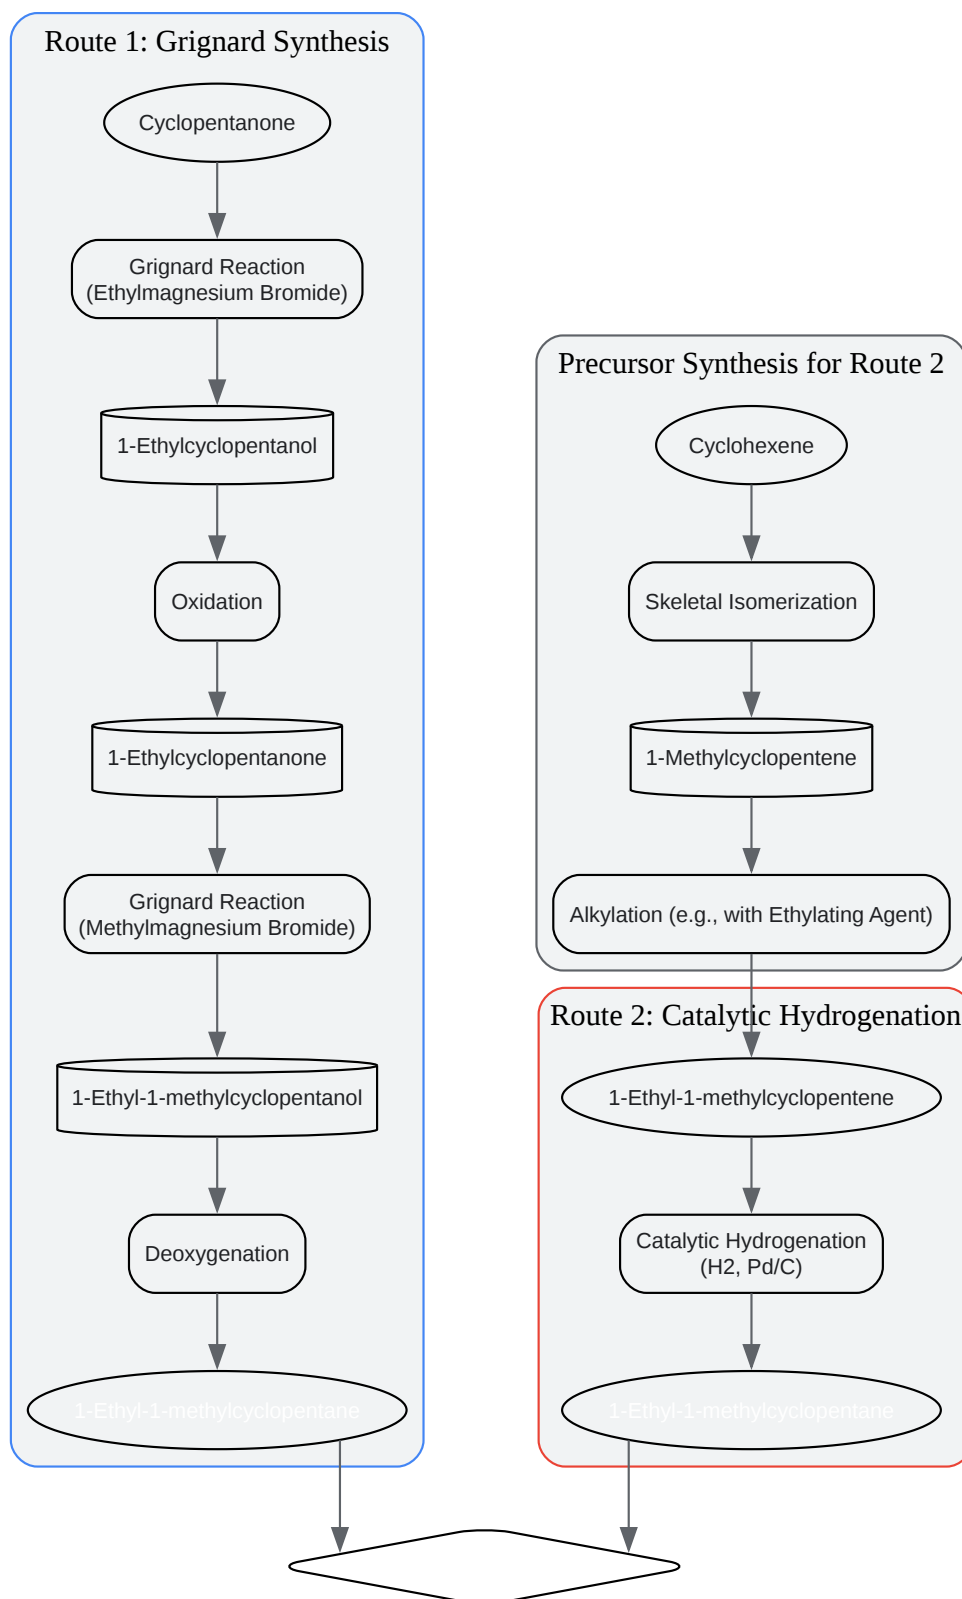 Route 1: Grignard Synthesis
Cyclopentanone
Grignard Reaction
(Ethylmagnesium Bromide)
1-Ethylcyclopentanol
Oxidation
1-Ethylcyclopentanone
Grignard Reaction
(Methylmagnesium Bromide)
1-Ethyl-1-methylcyclopentanol
Deoxygenation
1-Ethyl-1-methylcyclopentane
Precursor Synthesis for Route 2
Cyclohexene
Skeletal Isomerization
1-Methylcyclopentene
Alkylation (e.g., with Ethylating Agent)
Route 2: Catalytic Hydrogenation
1-Ethyl-1-methylcyclopentene
Catalytic Hydrogenation
(H2, Pd/C)
1-Ethyl-1-methylcyclopentane